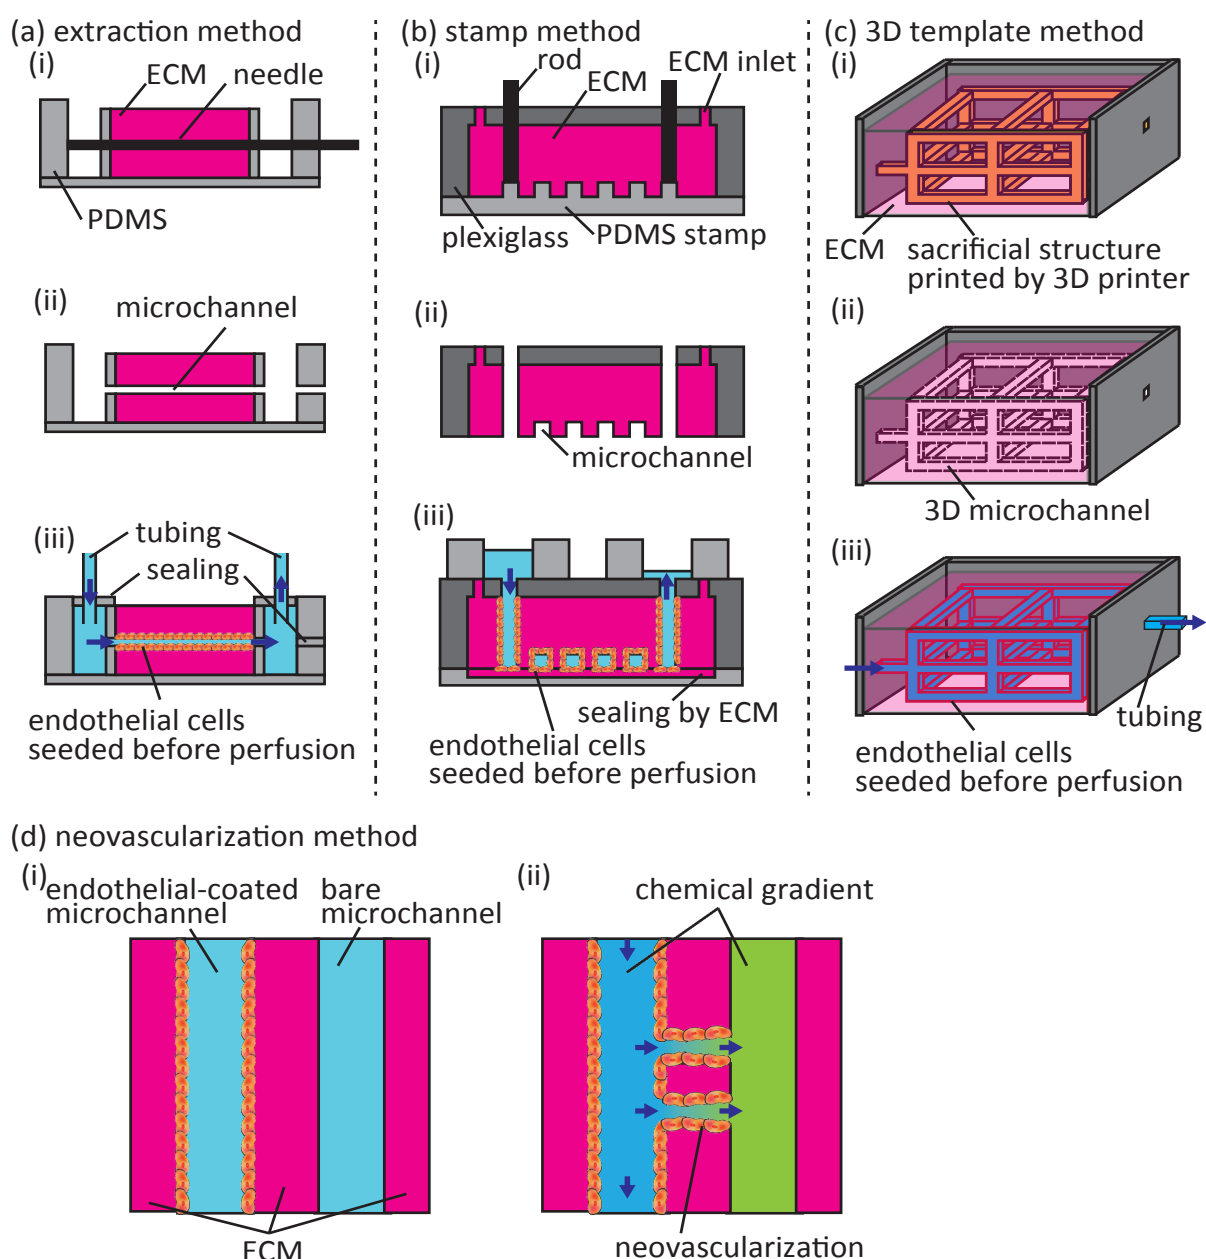 (a) extraction method
(i)
ECM
needle
PDMS
(ii)
microchannel
(iii)
tubing
sealing
endothelial cells
seeded before perfusion
(b) stamp method
(i)
rod
ECM inlet
ECM
plexiglass
PDMS stamp
(ii)
microchannel
(iii)
sealing by ECM
endothelial cells
seeded before perfusion
(c) 3D template method
(i)
ECM
sacrificial structure
printed by 3D printer
(ii)
3D microchannel
(iii)
tubing
endothelial cells
seeded before perfusion
(d) neovascularization method
(i)
endothelial-coated
microchannel
bare
microchannel
ECM
(ii)
chemical gradient
neovascularization